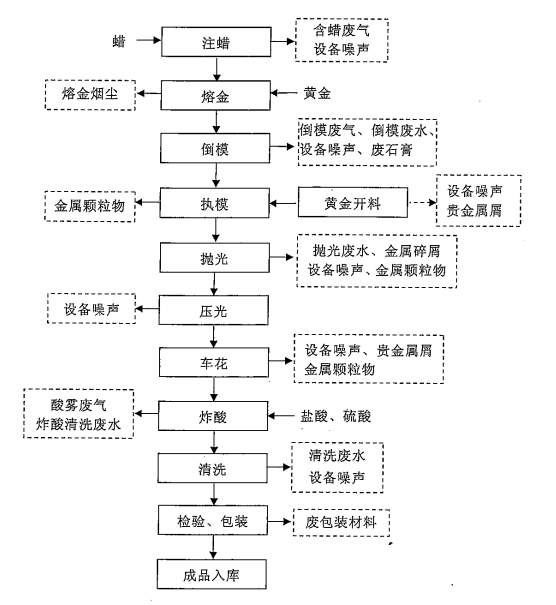 蜡
注蜡
含蜡废气
设备噪声
熔金烟尘
熔金
黄金
倒模
倒模废气、倒模废水、
设备噪声、废石膏
金属颗粒物
执模
黄金开料
设备噪声
贵金属屑
抛光
抛光废水、金属碎屑
设备噪声、金属颗粒物
设备噪声
压光
车花
设备噪声、贵金属屑
金属颗粒物
酸雾废气
炸酸清洗废水
炸酸
盐酸、硫酸
清洗
清洗废水
设备噪声
检验、包装
废包装材料
成品入库